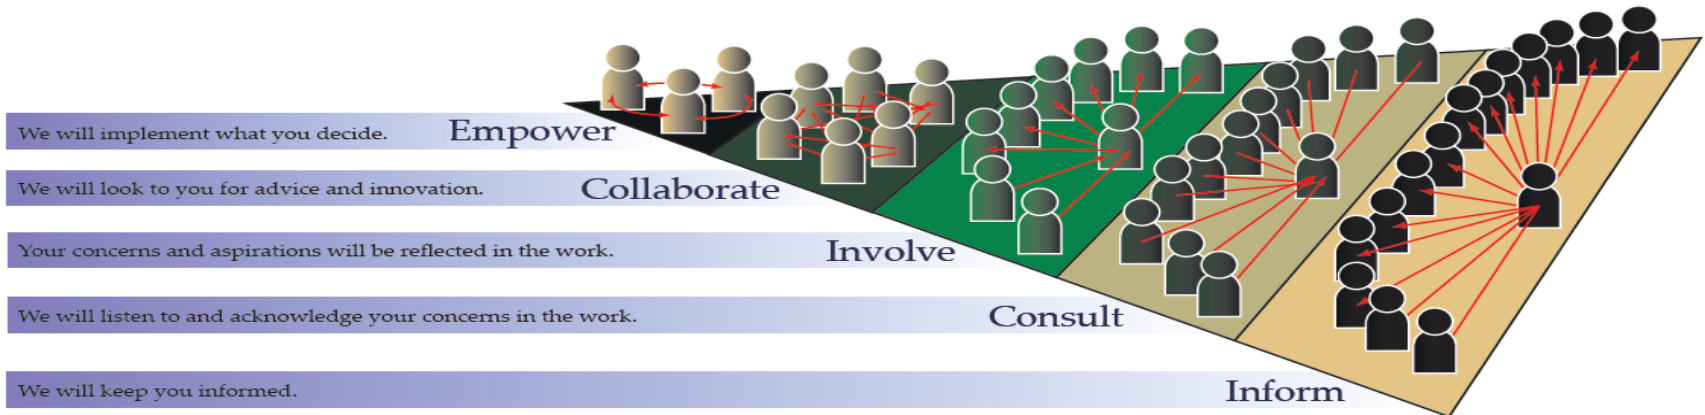 We will implement what you decide. Empower
We will look to you for advice and innovation. Collaborate
Your concerns and aspirations will be reflected in the work. Involve
We will listen to and acknowledge your concerns in the work. Consult
We will keep you informed. Inform